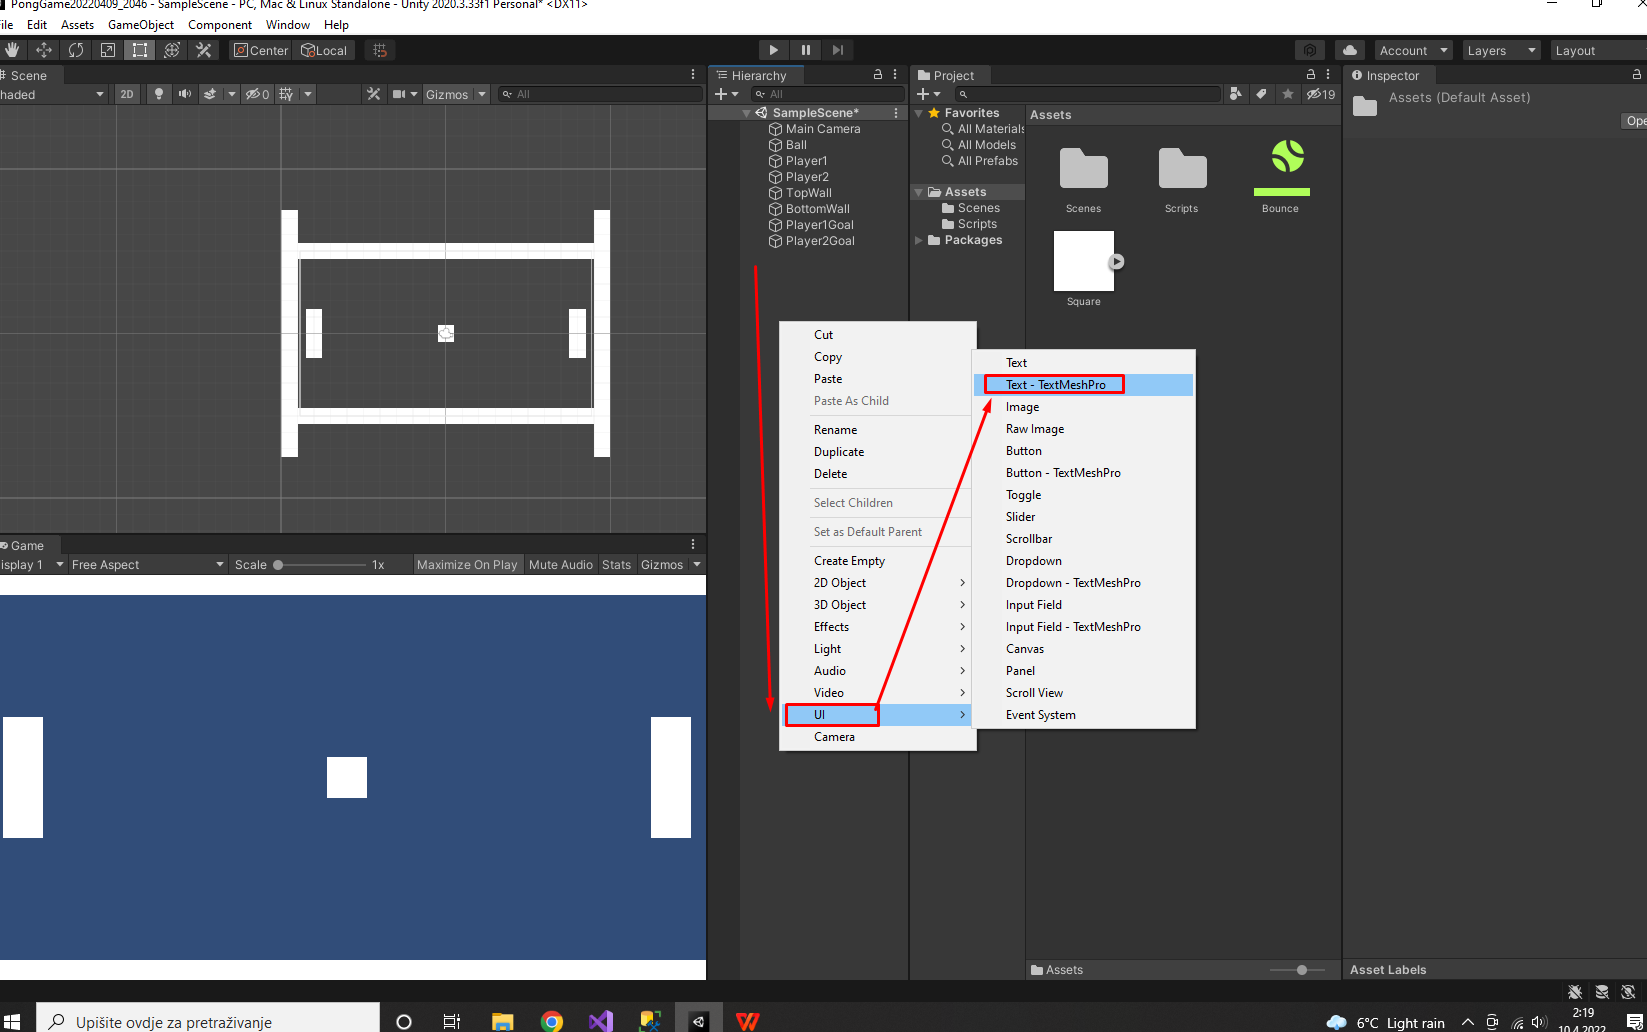 PongGame20220409_2046 - SampleScene - PC, Mac & Linux Standalone - Unity 2020.3.33f1 Personal* <DX11>
File Edit Assets GameObject Component Window Help
Center Local
Account Layers Layout
Scene
haded 2D 0 Gizmos All
Hierarchy
All
SampleScene*
Main Camera
Ball
Player1
Player2
TopWall
BottomWall
Player1Goal
Player2Goal
Project
19
Favorites
All Materials
All Models
All Prefabs
Assets
Scenes
Scripts
Packages
Assets
Scenes Scripts Bounce
Square
Inspector
Assets (Default Asset)
Ope
Cut
Copy
Paste
Paste As Child
Rename
Duplicate
Delete
Select Children
Set as Default Parent
Create Empty
2D Object
3D Object
Effects
Light
Audio
Video
UI
Camera
Text
Text - TextMeshPro
Image
Raw Image
Button
Button - TextMeshPro
Toggle
Slider
Scrollbar
Dropdown
Dropdown - TextMeshPro
Input Field
Input Field - TextMeshPro
Canvas
Panel
Scroll View
Event System
Game
isplay 1 Free Aspect Scale 1x Maximize On Play Mute Audio Stats Gizmos
Assets
Asset Labels
Upišite ovdje za pretraživanje
6°C Light rain
2:19
10.4.2022